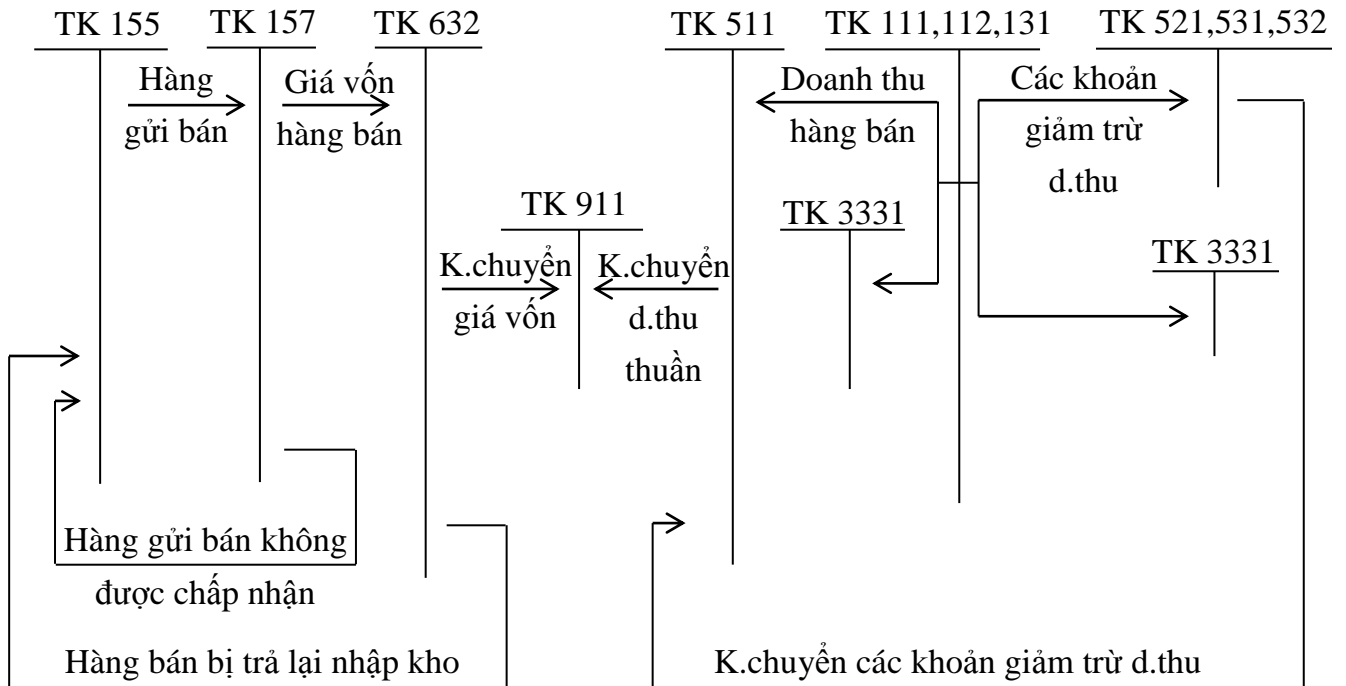 TK 155
TK 157
TK 632
TK 511
TK 111,112,131
TK 521,531,532
Hàng
gửi bán
Giá vốn
hàng bán
Doanh thu
hàng bán
Các khoản
giảm trừ
d.thu
TK 911
TK 3331
TK 3331
K.chuyển
giá vốn
K.chuyển
d.thu
thuần
Hàng gửi bán không
được chấp nhận
Hàng bán bị trả lại nhập kho
K.chuyển các khoản giảm trừ d.thu